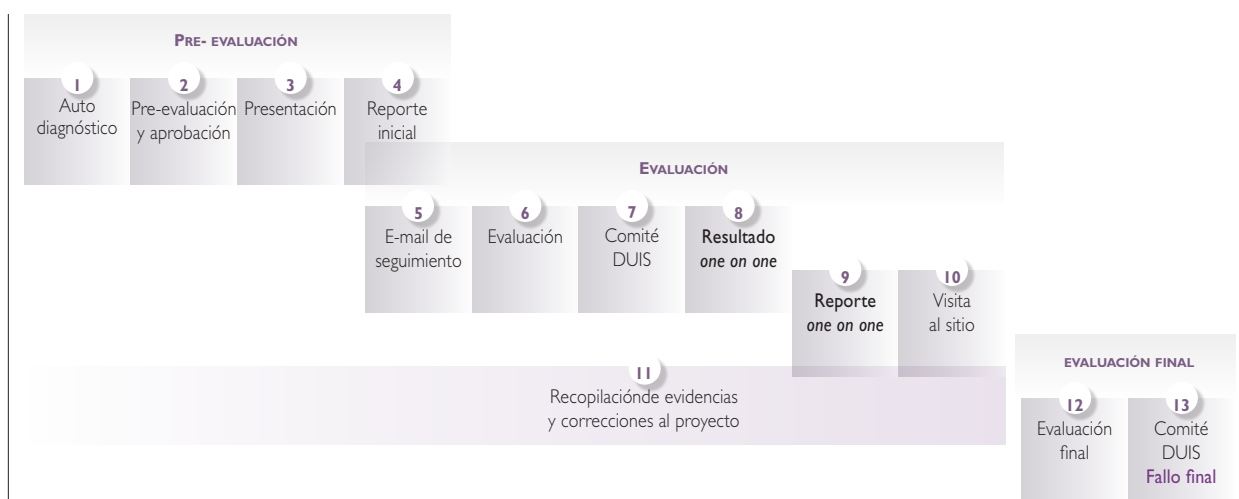 PRE- EVALUACIÓN
1
Auto
diagnóstico
2
Pre-evaluación
y aprobación
3
Presentación
4
Reporte
inicial
EVALUACIÓN
5
E-mail de
seguimiento
6
Evaluación
7
Comité
DUIS
8
Resultado
one on one
9
Reporte
one on one
10
Visita
al sitio
11
Recopilaciónde evidencias
y correcciones al proyecto
EVALUACIÓN FINAL
12
Evaluación
final
13
Comité
DUIS
Fallo final